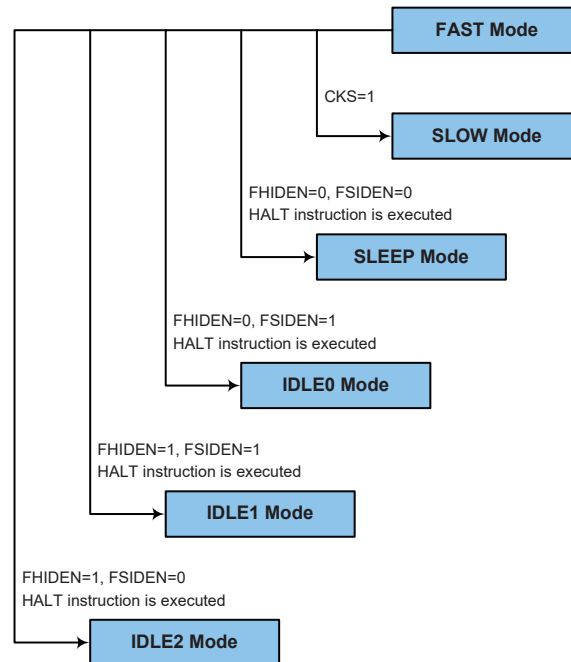 FAST Mode
CKS=1
SLOW Mode
FHIDEN=0, FSIDEN=0
HALT instruction is executed
SLEEP Mode
FHIDEN=0, FSIDEN=1
HALT instruction is executed
IDLE0 Mode
FHIDEN=1, FSIDEN=1
HALT instruction is executed
IDLE1 Mode
FHIDEN=1, FSIDEN=0
HALT instruction is executed
IDLE2 Mode